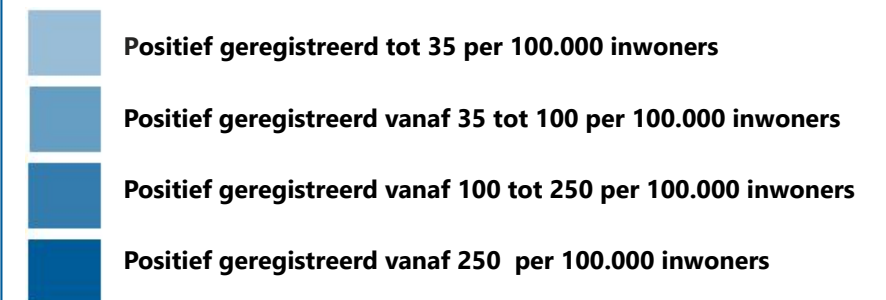 Positief geregistreerd tot 35 per 100.000 inwoners
Positief geregistreerd vanaf 35 tot 100 per 100.000 inwoners
Positief geregistreerd vanaf 100 tot 250 per 100.000 inwoners
Positief geregistreerd vanaf 250  per 100.000 inwoners